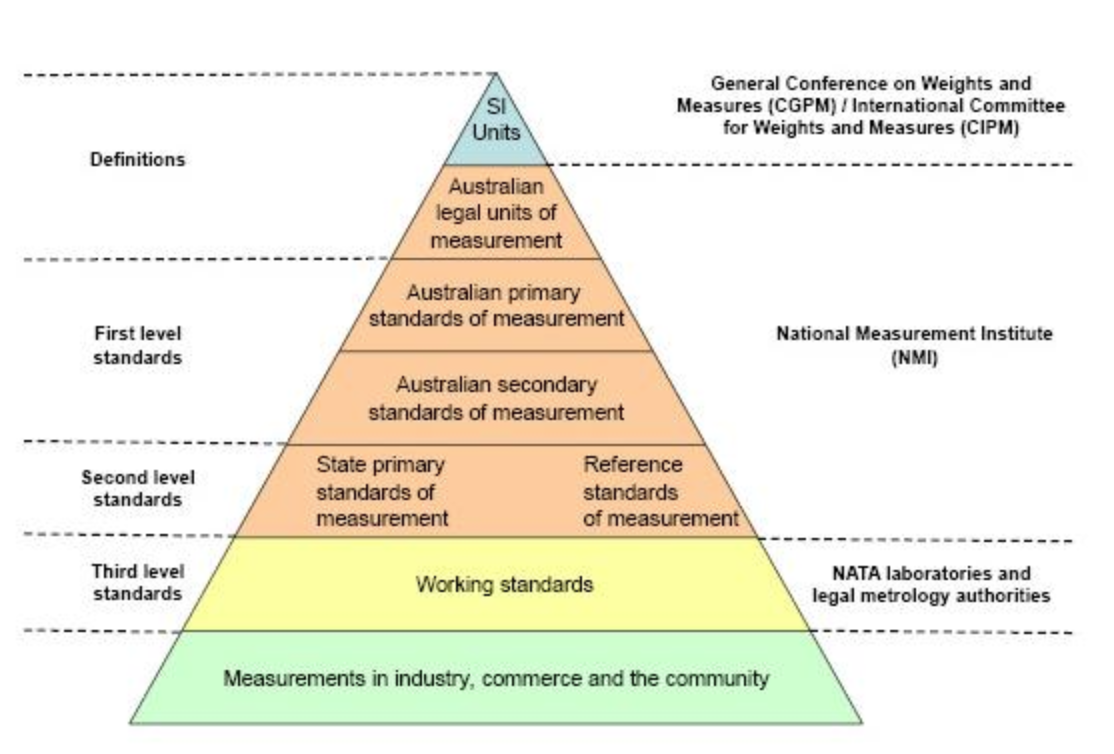 SI
Units
General Conference on Weights and
Measures (CGPM) / International Committee
for Weights and Measures (CIPM)
Definitions
Australian
legal units of
measurement
First level
standards
Australian primary
standards of measurement
National Measurement Institute
(NMI)
Australian secondary
standards of measurement
Second level
standards
State primary
standards of
measurement
Reference
standards
of measurement
Third level
standards
Working standards
NATA laboratories and
legal metrology authorities
Measurements in industry, commerce and the community